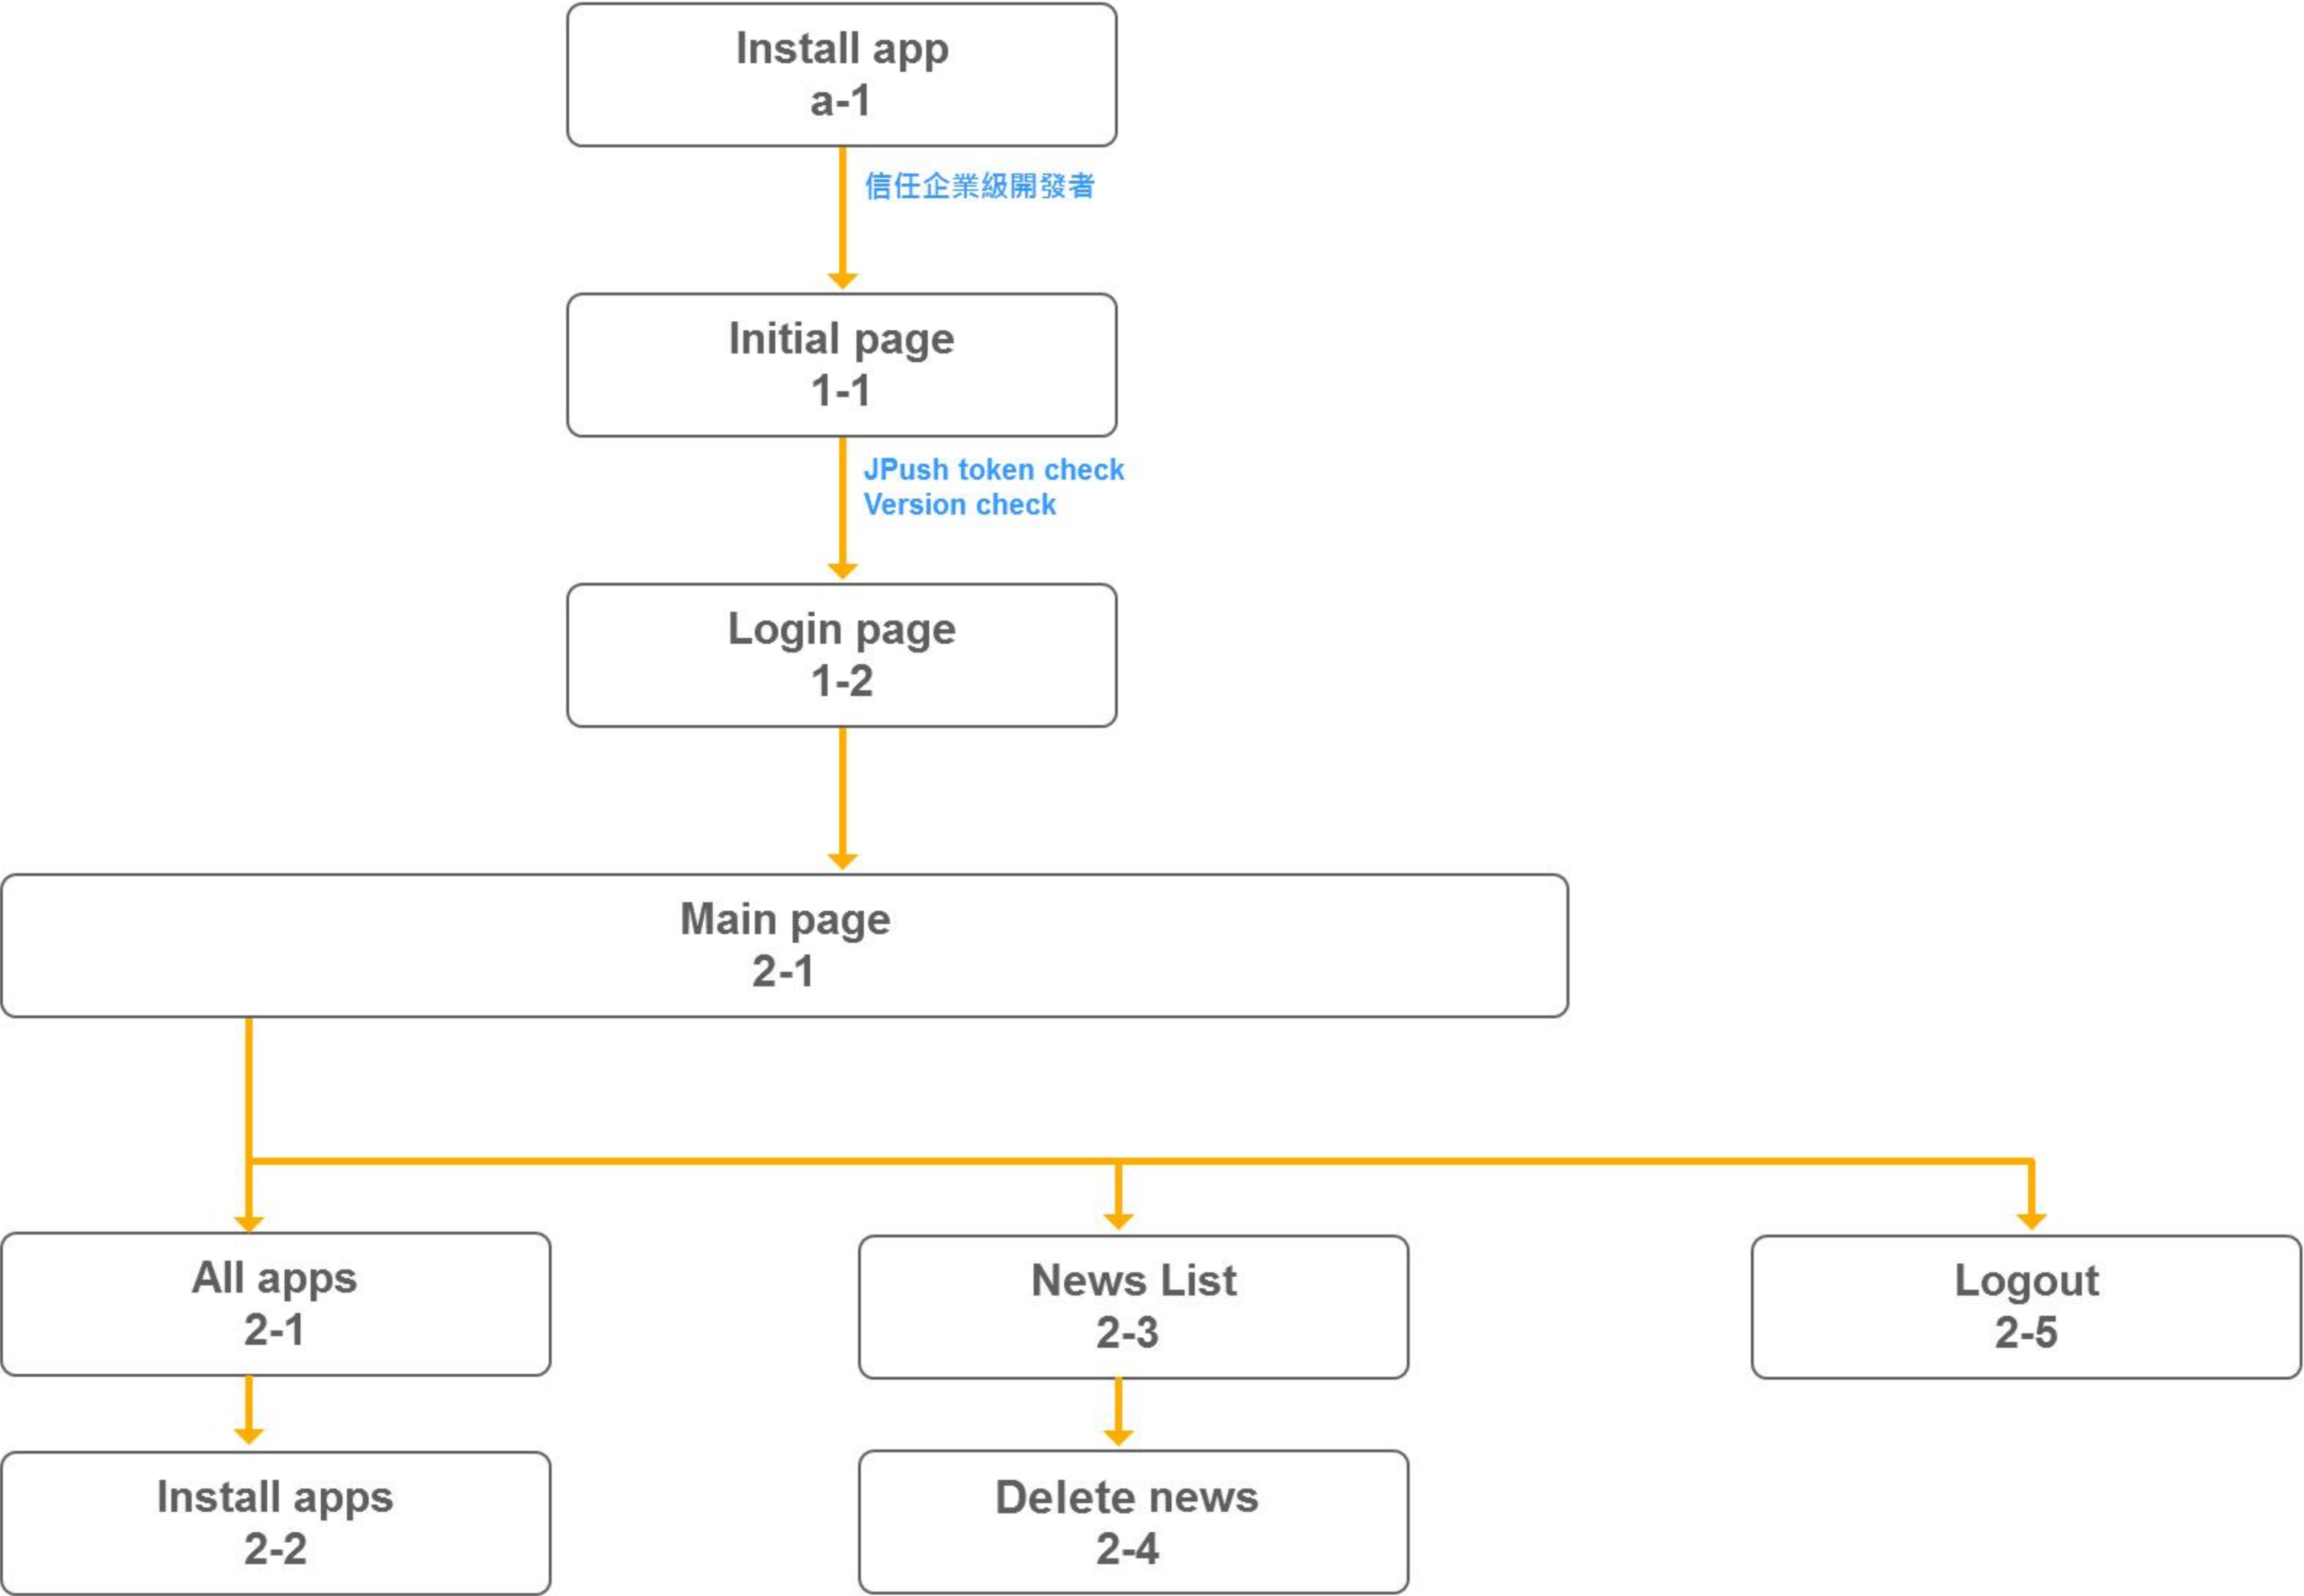 Install app
a-1
信任企業級開發者
Initial page
1-1
JPush token check
Version check
Login page
1-2
Main page
2-1
All apps
2-1
News List
2-3
Logout
2-5
Install apps
2-2
Delete news
2-4